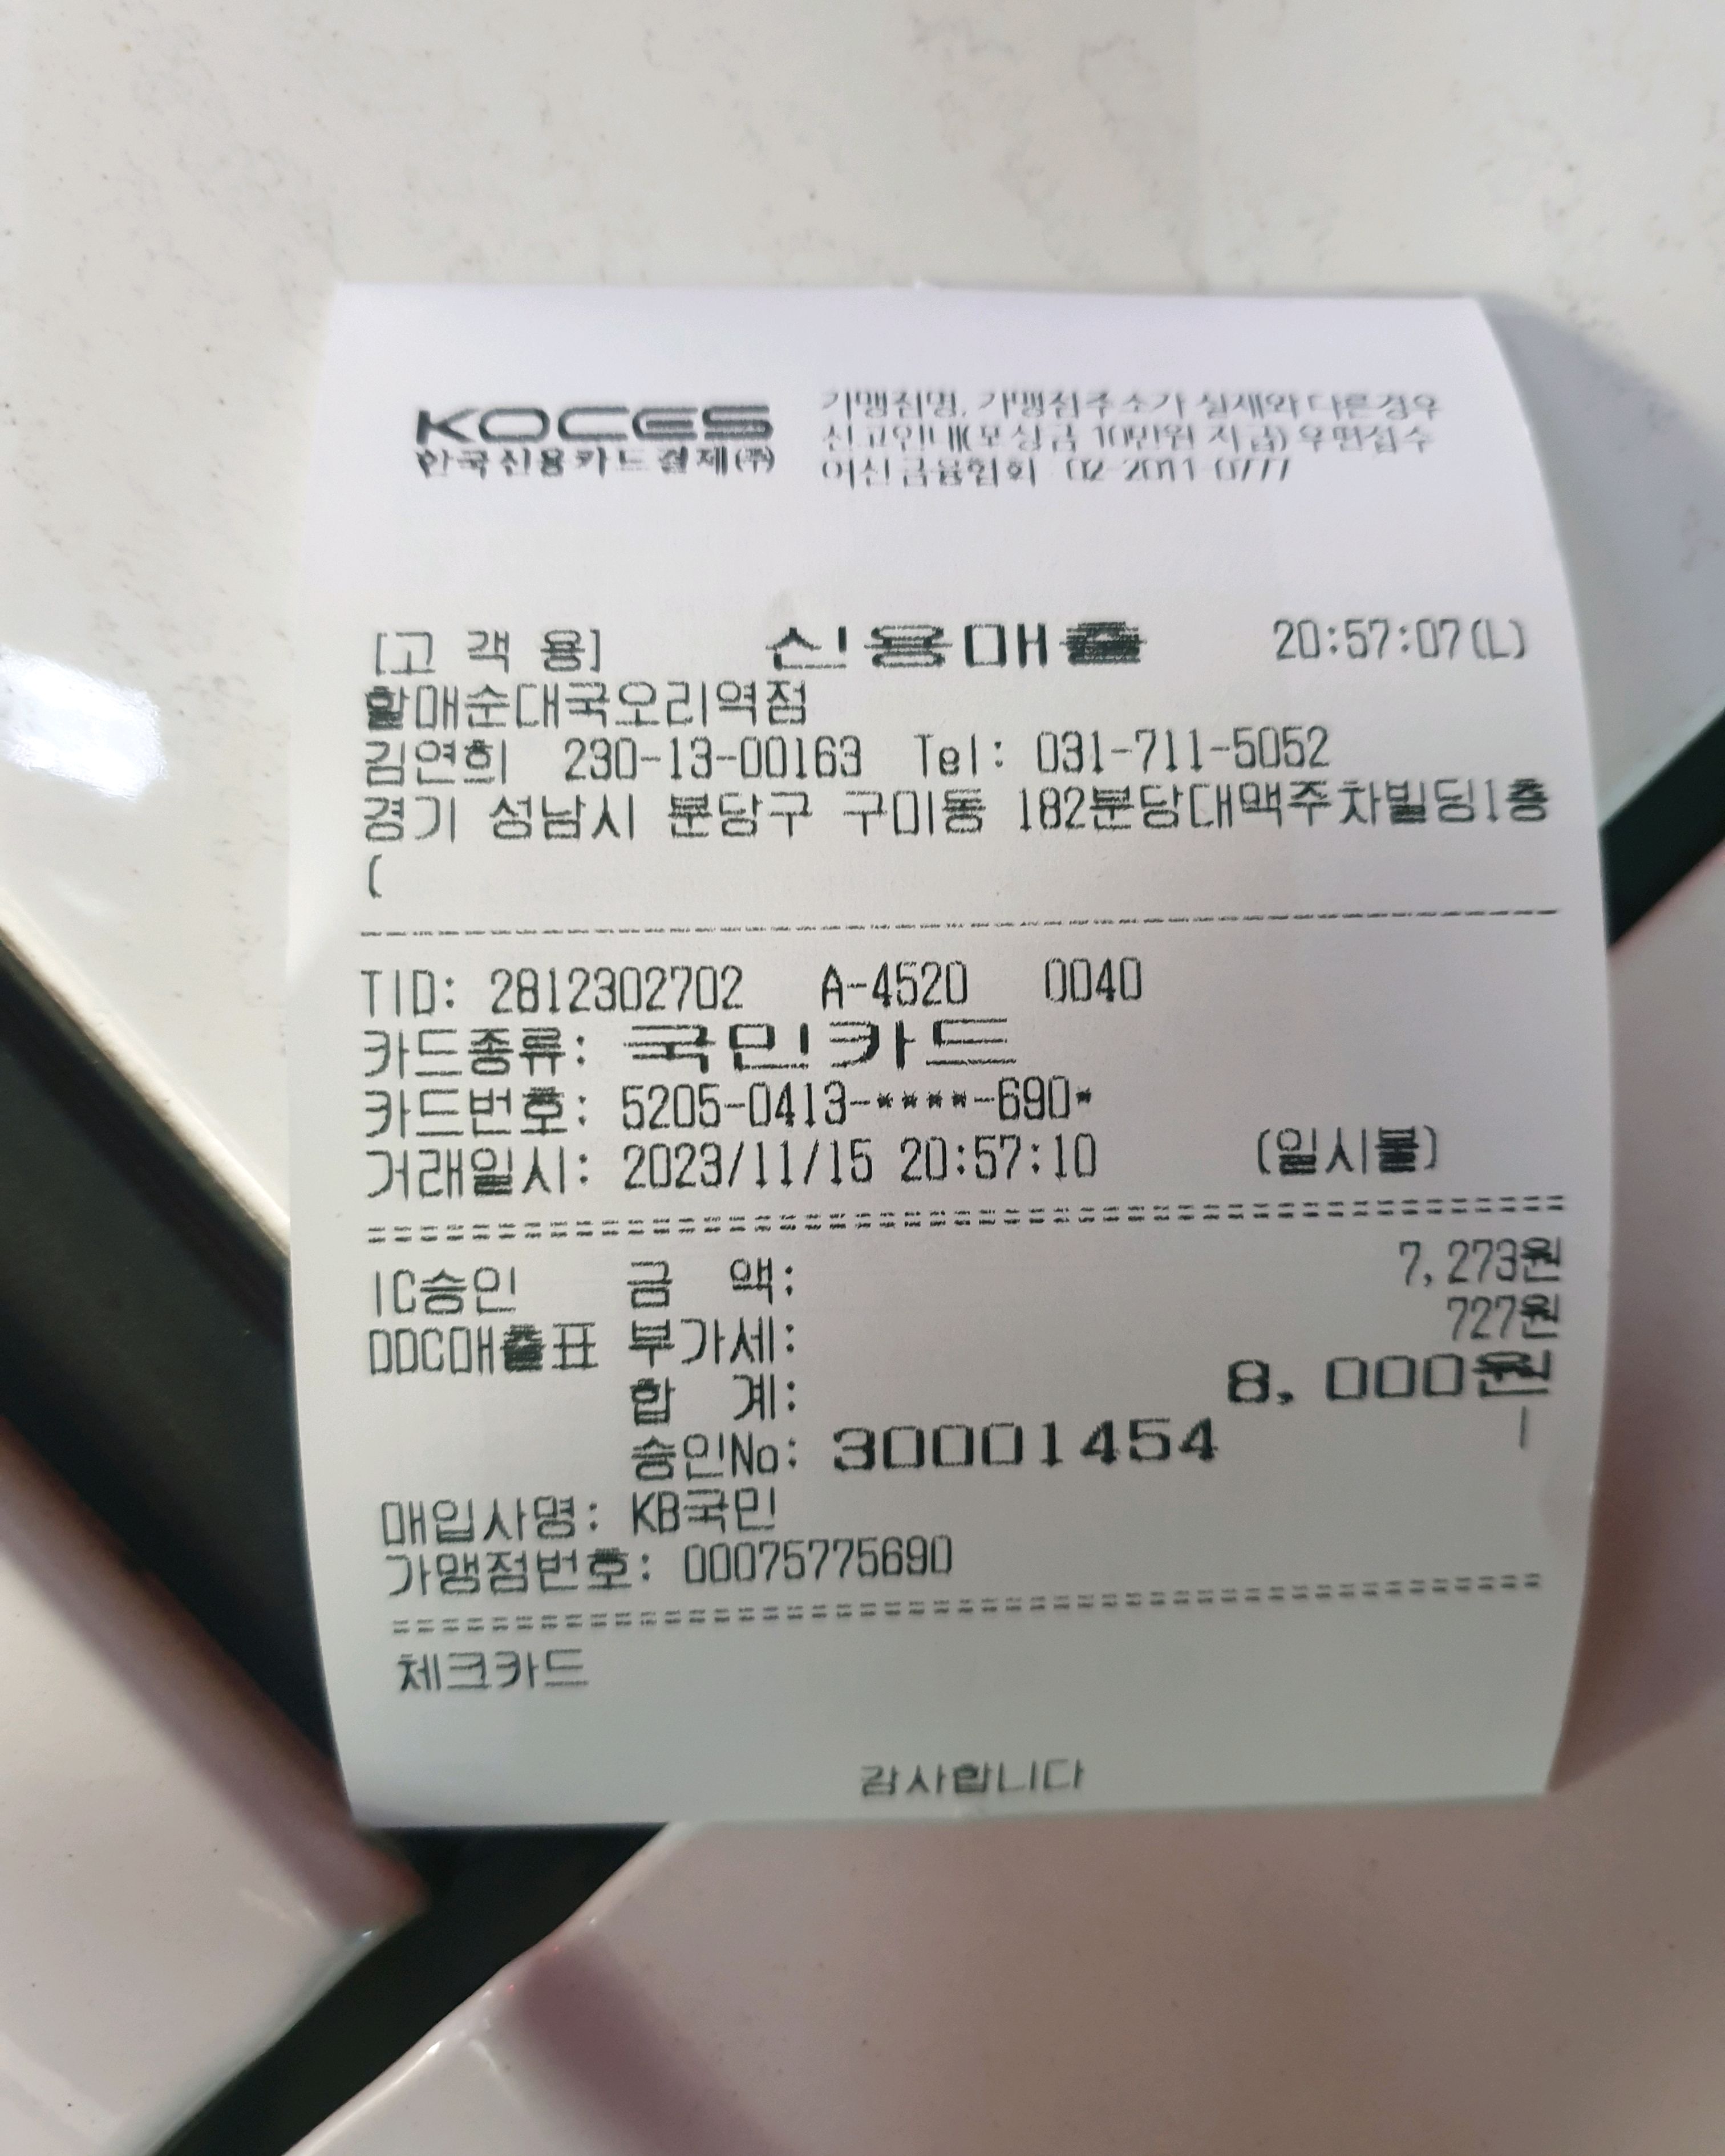 KOCES
한국신용카드결제(주)
가맹점명, 가맹점주소가 실제와 다른경우
신고안내(포상금 10만원 지급) 우편접수
여신금융협회 02-2011-0777
[고 객 용] 신용매출 20:57:07(L)
할매순대국오리역점
김연희 230-13-00163 Tel: 031-711-5052
경기 성남시 분당구 구미동 182분당대맥주차빌딩1층
(
TID: 2812302702 A-4520 0040
카드종류: 국민카드
카드번호: 5205-0413-****-690*
거래일시: 2023/11/15 20:57:10 (일시불)
IC승인 금 액: 7,273원
DDC매출표 부가세: 727원
합 계: 8,000원
승인No: 30001454
매입사명: KB국민
가맹점번호: 00075775690
체크카드
감사합니다